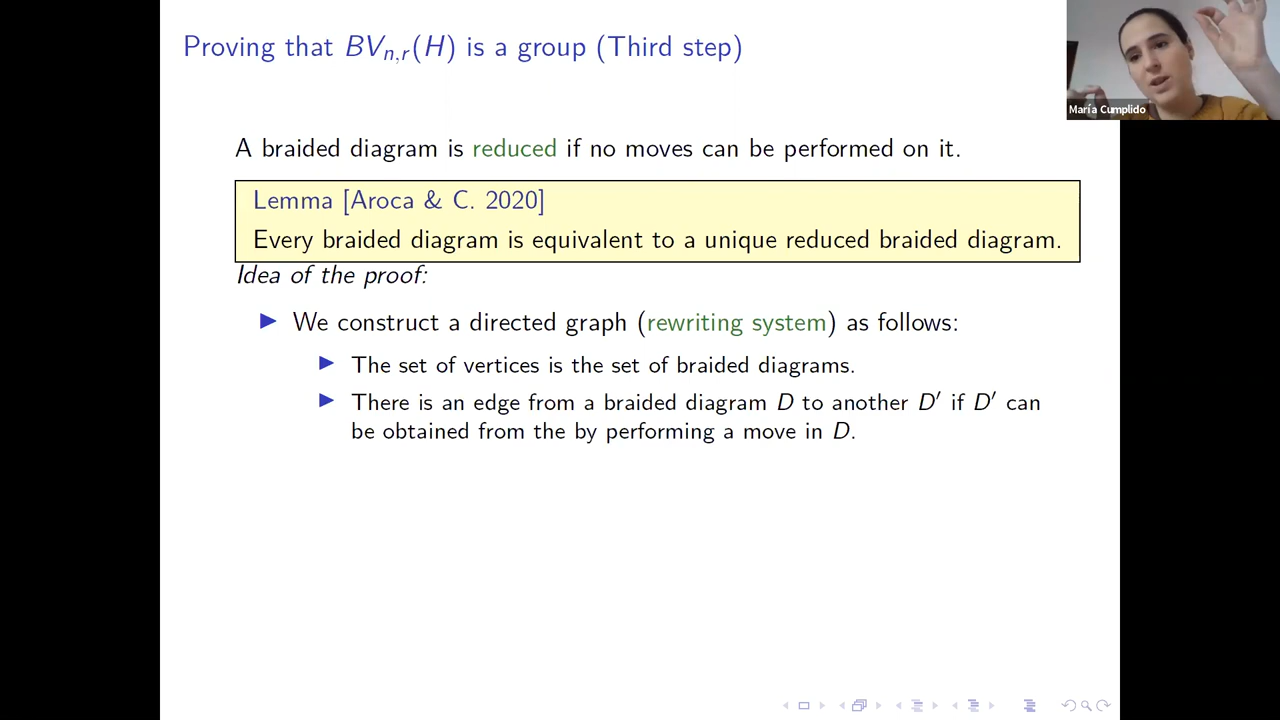 Proving that BV_{n,r}(H) is a group (Third step)
María Cumplido
A braided diagram is reduced if no moves can be performed on it.
Lemma [Aroca & C. 2020]
Every braided diagram is equivalent to a unique reduced braided diagram.
Idea of the proof:
We construct a directed graph (rewriting system) as follows:
The set of vertices is the set of braided diagrams.
There is an edge from a braided diagram D to another D′ if D′ can
be obtained from the by performing a move in D.